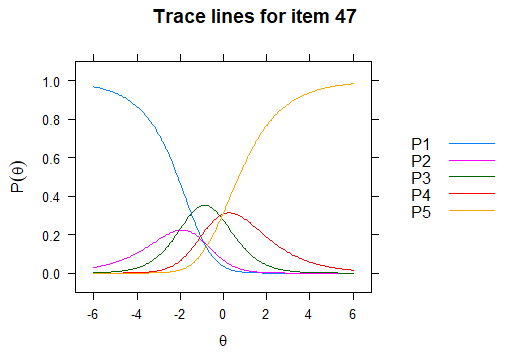 Trace lines for item 47
P(θ)
1.0
0.8
0.6
0.4
0.2
0.0
-6 -4 -2 0 2 4 6
θ
P1
P2
P3
P4
P5